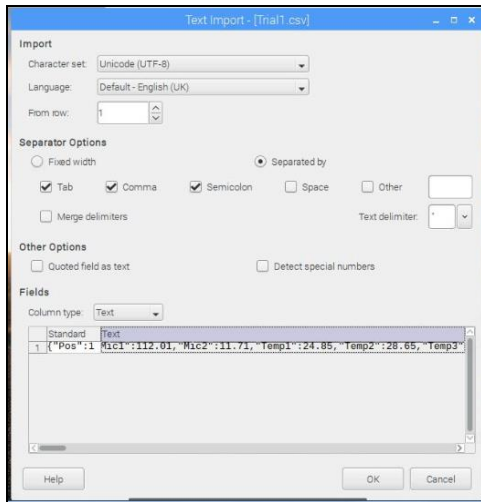 Text Import - [Trial1.csv]
Import
Character set: Unicode (UTF-8)
Language: Default - English (UK)
From row: 1
Separator Options
Fixed width Separated by
Tab Comma Semicolon Space Other
Merge delimiters Text delimiter:
Other Options
Quoted field as text Detect special numbers
Fields
Column type: Text
Standard Text
1 {"Pos":1 Mic1":112.01,"Mic2":11.71,"Temp1":24.85,"Temp2":28.65,"Temp3"
Help OK Cancel